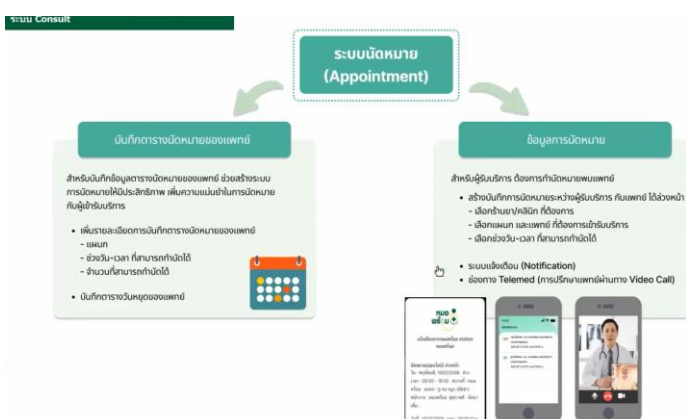 ระบบ Consult
ระบบนัดหมาย
(Appointment)
บันทึกตารางนัดหมายของแพทย์
สำหรับบันทึกข้อมูลตารางนัดหมายของแพทย์ ช่วยสร้างระบบ
การนัดหมายให้มีประสิทธิภาพ เพิ่มความแม่นยำในการนัดหมาย
กับผู้เข้ารับบริการ
• เพิ่มรายละเอียดการบันทึกตารางนัดหมายของแพทย์
- แผนก
- ช่วงวัน-เวลา ที่สามารถทำนัดได้
- จำนวนที่สามารถทำนัดได้
• บันทึกตารางวันหยุดของแพทย์
ข้อมูลการนัดหมาย
สำหรับผู้รับบริการ ต้องการทำนัดหมายพบแพทย์
• สร้างบันทึกการนัดหมายระหว่างผู้รับบริการ กับแพทย์ ได้ล่วงหน้า
- เลือกร้านยา/คลินิก ที่ต้องการ
- เลือกแผนก และแพทย์ ที่ต้องการเข้ารับบริการ
- เลือกช่วงวัน-เวลา ที่สามารถทำนัดได้
• ระบบแจ้งเตือน (Notification)
• ช่องทาง Telemed (การปรึกษาแพทย์ผ่านทาง Video Call)
หมอ
พร้อม